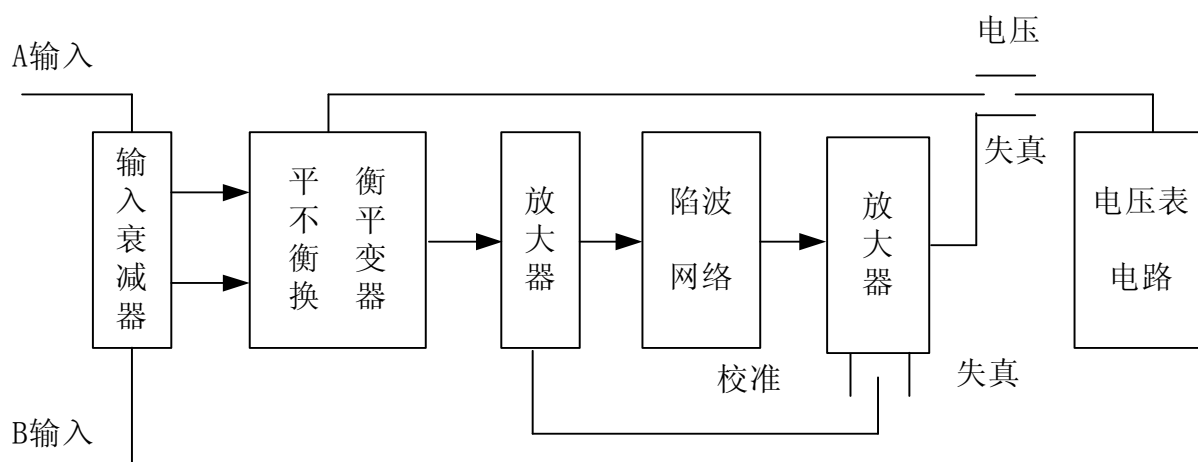 电压
A输入
失真
输入衰减器
平 衡
不 平
衡 变
换 器
放大器
陷波
网络
放大器
电压表
电路
校准
失真
B输入